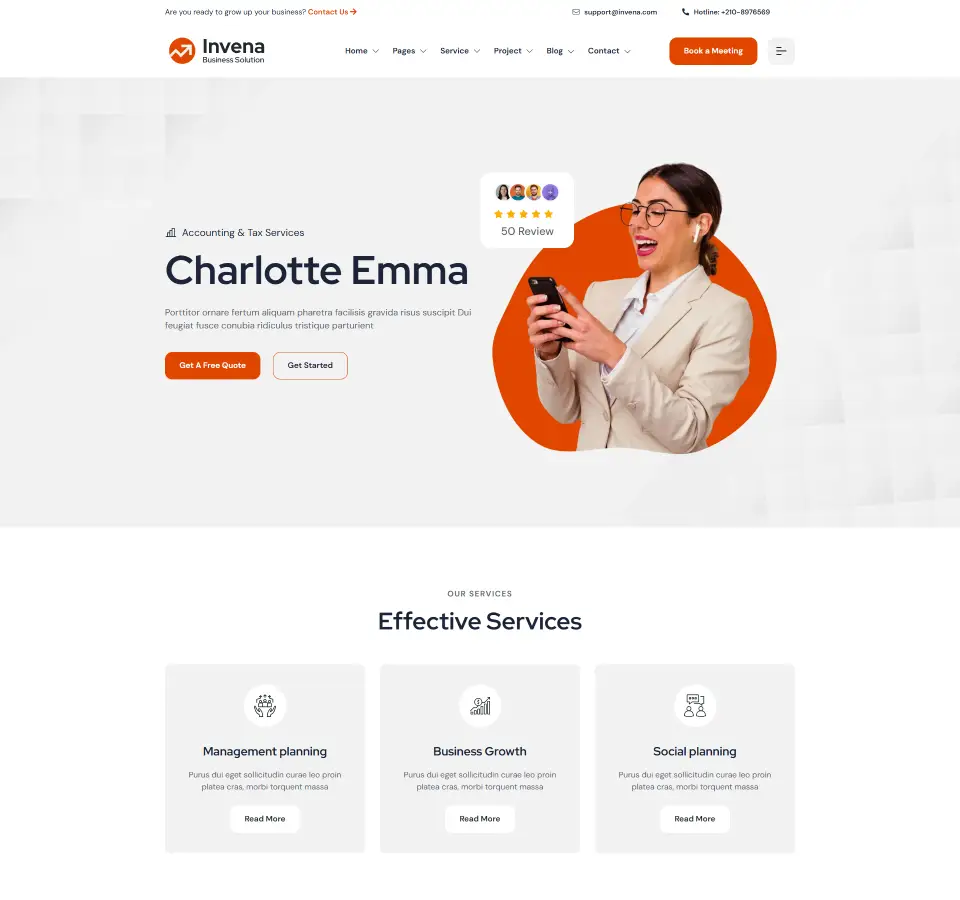 Are you ready to grow up your business? Contact Us
support@invena.com
Hotline: +210-8976569
Invena
Business Solution
Home
Pages
Service
Project
Blog
Contact
Book a Meeting
50 Review
Accounting & Tax Services
Charlotte Emma
Porttitor ornare fertum aliquam pharetra facilisis gravida risus suscipit Dui
feugiat fusce conubia ridiculus tristique parturient
Get A Free Quote
Get Started
OUR SERVICES
Effective Services
Management planning
Purus dui eget sollicitudin curae leo proin
platea cras, morbi torquent massa
Read More
Business Growth
Purus dui eget sollicitudin curae leo proin
platea cras, morbi torquent massa
Read More
Social planning
Purus dui eget sollicitudin curae leo proin
platea cras, morbi torquent massa
Read More